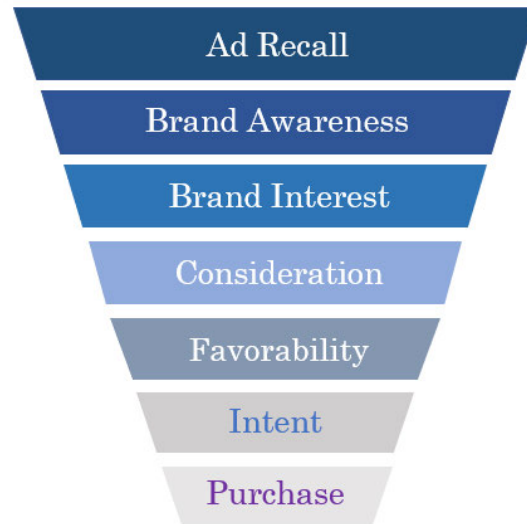 Ad Recall
Brand Awareness
Brand Interest
Consideration
Favorability
Intent
Purchase